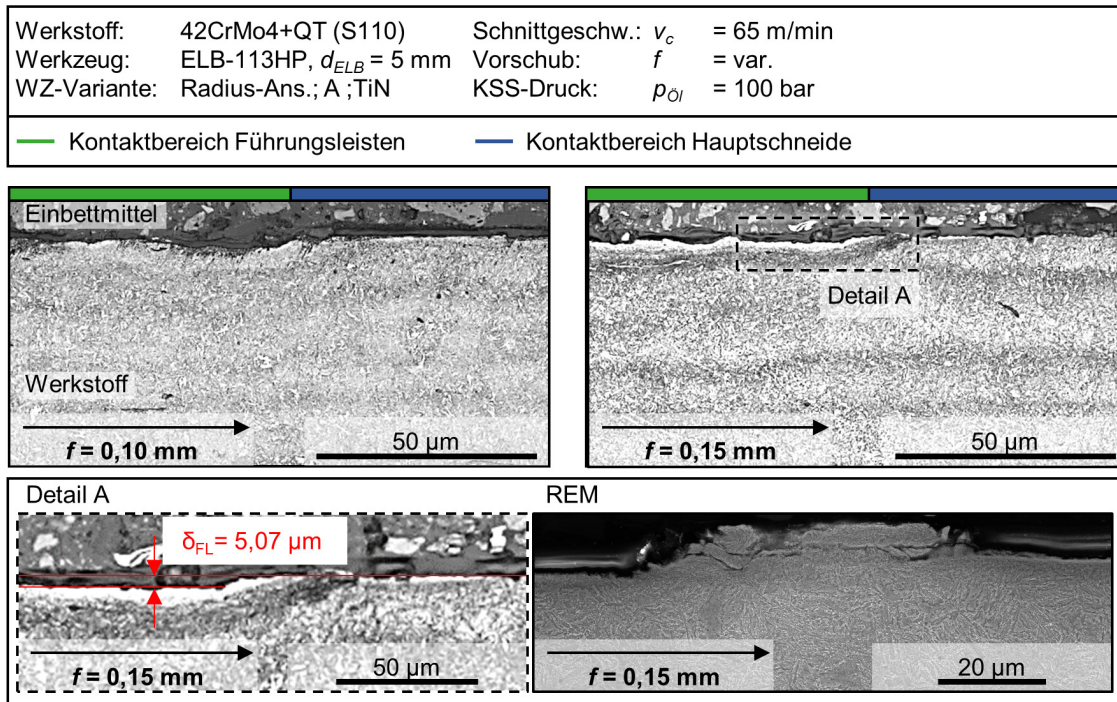 Werkstoff: 42CrMo4+QT (S110) Schnittgeschw.: v_c = 65 m/min
Werkzeug: ELB-113HP, d_ELB = 5 mm Vorschub: f = var.
WZ-Variante: Radius-Ans.; A ;TiN KSS-Druck: p_Öl = 100 bar
Kontaktbereich Führungsleisten Kontaktbereich Hauptschneide
Einbettmittel
Detail A
Werkstoff
f = 0,10 mm 50 µm
f = 0,15 mm 50 µm
Detail A REM
δ_FL = 5,07 µm
f = 0,15 mm 50 µm
f = 0,15 mm 20 µm